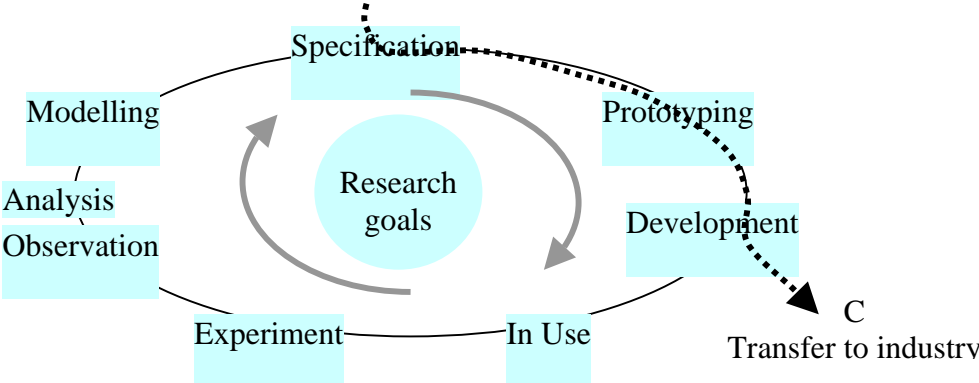 Specification
Modelling
Prototyping
Research
goals
Analysis
Development
Observation
C
Experiment
In Use
Transfer to industry